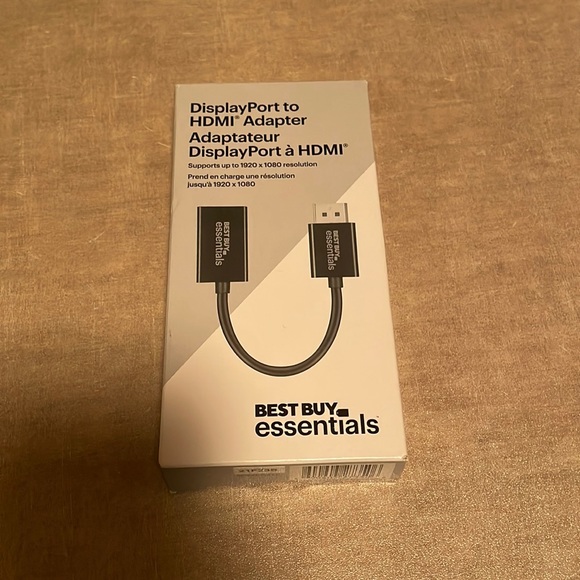 DisplayPort to
HDMI® Adapter
Adaptateur
DisplayPort à HDMI®
Supports up to 1920 x 1080 resolution
Prend en charge une résolution
jusqu'à 1920 x 1080
BEST BUY
essentials
BEST BUY
essentials
BEST BUY
essentials™